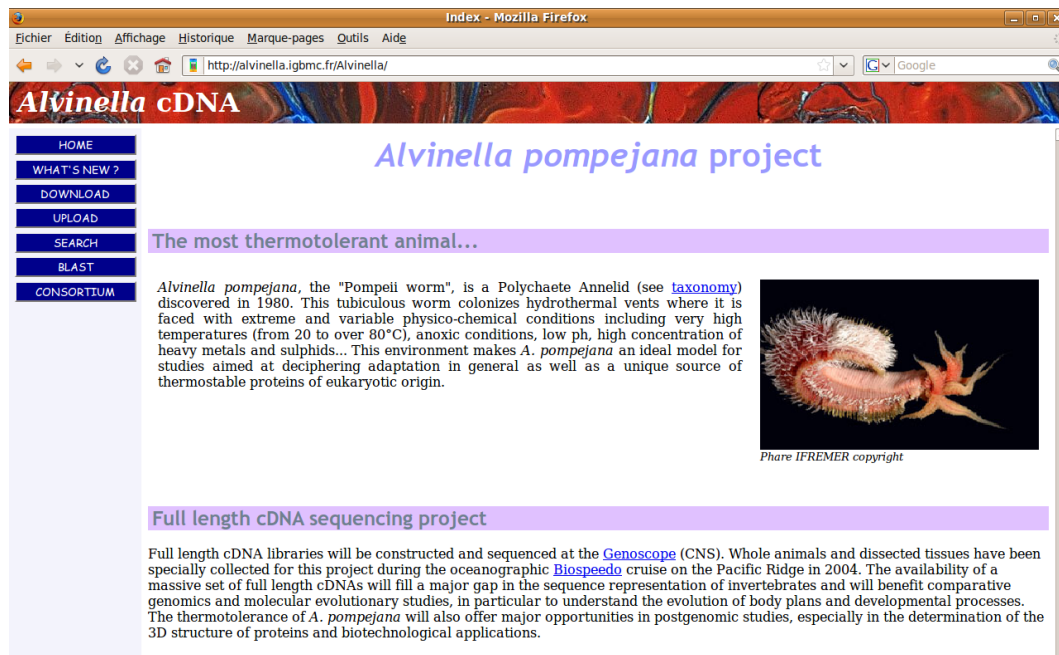 Index - Mozilla Firefox
Fichier Édition Affichage Historique Marque-pages Outils Aide
http://alvinella.igbmc.fr/Alvinella/
G Google
Alvinella cDNA
HOME
WHAT'S NEW ?
DOWNLOAD
UPLOAD
SEARCH
BLAST
CONSORTIUM
Alvinella pompejana project
The most thermotolerant animal...
Alvinella pompejana, the "Pompeii worm", is a Polychaete Annelid (see taxonomy)
discovered in 1980. This tubiculous worm colonizes hydrothermal vents where it is
faced with extreme and variable physico-chemical conditions including very high
temperatures (from 20 to over 80°C), anoxic conditions, low ph, high concentration of
heavy metals and sulphids... This environment makes A. pompejana an ideal model for
studies aimed at deciphering adaptation in general as well as a unique source of
thermostable proteins of eukaryotic origin.
Phare IFREMER copyright
Full length cDNA sequencing project
Full length cDNA libraries will be constructed and sequenced at the Genoscope (CNS). Whole animals and dissected tissues have been
specially collected for this project during the oceanographic Biospeedo cruise on the Pacific Ridge in 2004. The availability of a
massive set of full length cDNAs will fill a major gap in the sequence representation of invertebrates and will benefit comparative
genomics and molecular evolutionary studies, in particular to understand the evolution of body plans and developmental processes.
The thermotolerance of A. pompejana will also offer major opportunities in postgenomic studies, especially in the determination of the
3D structure of proteins and biotechnological applications.